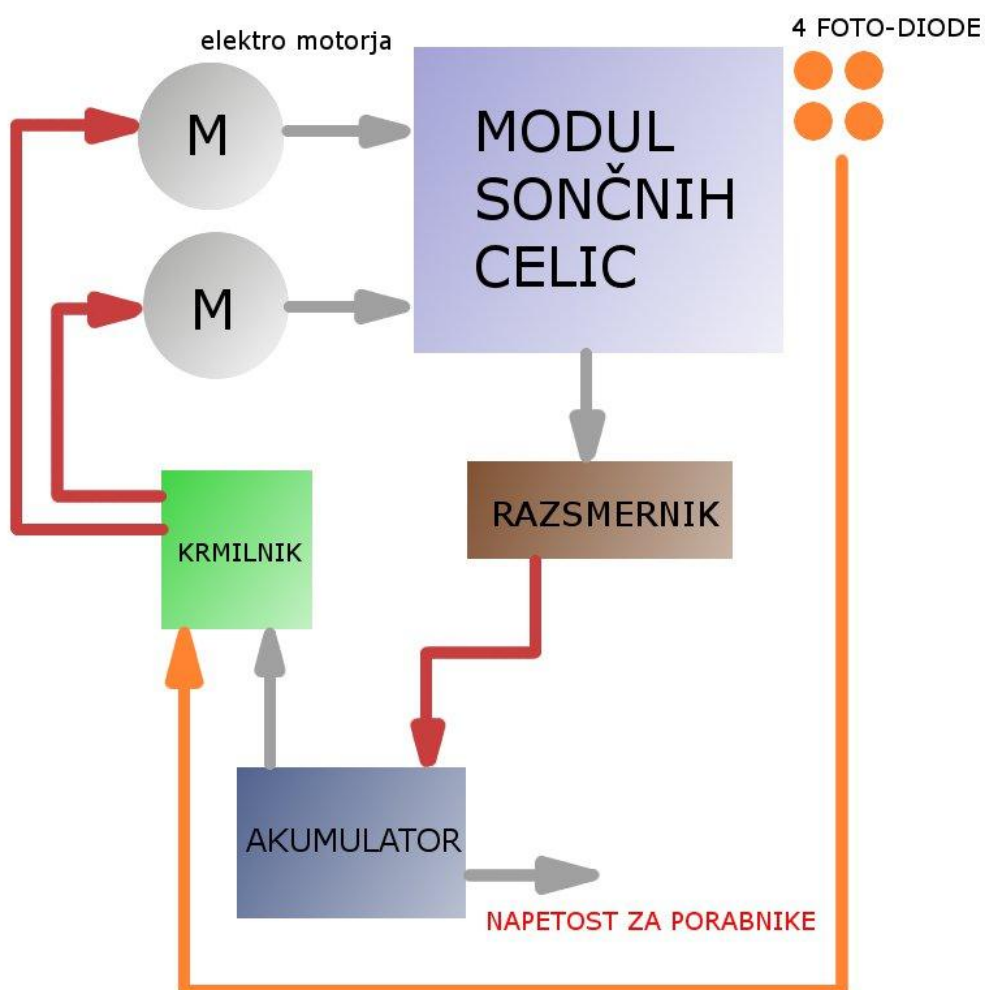 elektro motorja
4 FOTO-DIODE
M
MODUL
SONČNIH
CELIC
M
RAZSMERNIK
KRMILNIK
AKUMULATOR
NAPETOST ZA PORABNIKE